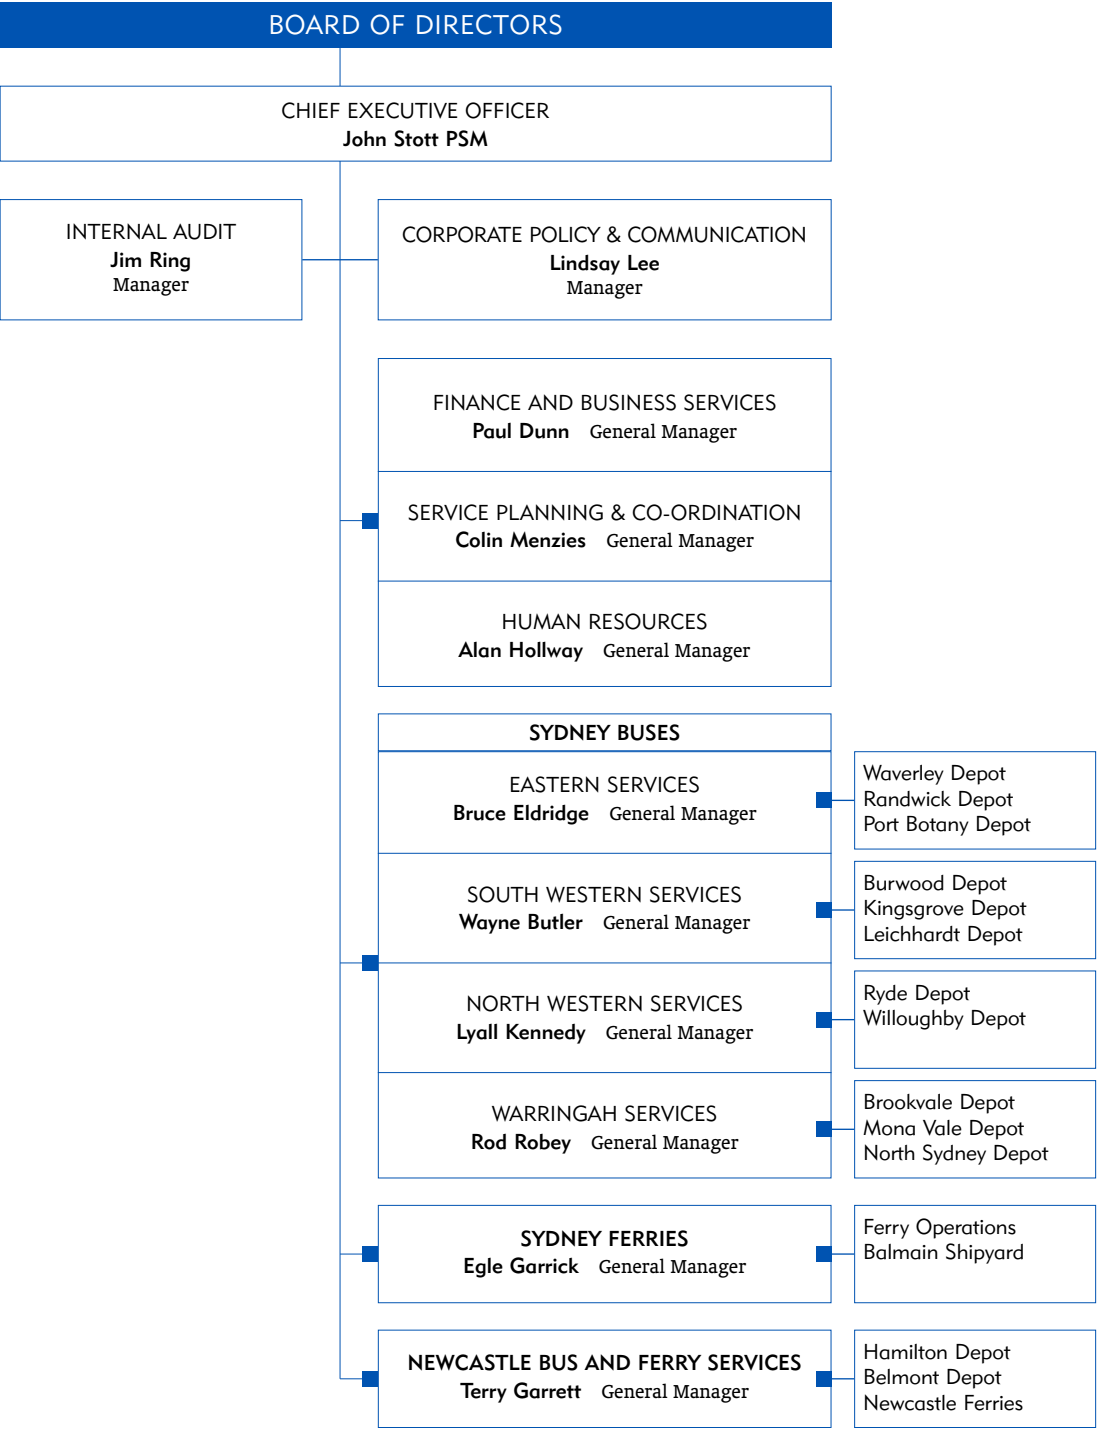 BOARD OF DIRECTORS
CHIEF EXECUTIVE OFFICER
John Stott PSM
INTERNAL AUDIT
Jim Ring
Manager
CORPORATE POLICY & COMMUNICATION
Lindsay Lee
Manager
FINANCE AND BUSINESS SERVICES
Paul Dunn General Manager
SERVICE PLANNING & CO-ORDINATION
Colin Menzies General Manager
HUMAN RESOURCES
Alan Hollway General Manager
SYDNEY BUSES
EASTERN SERVICES
Bruce Eldridge General Manager
Waverley Depot
Randwick Depot
Port Botany Depot
SOUTH WESTERN SERVICES
Wayne Butler General Manager
Burwood Depot
Kingsgrove Depot
Leichhardt Depot
NORTH WESTERN SERVICES
Lyall Kennedy General Manager
Ryde Depot
Willoughby Depot
WARRINGAH SERVICES
Rod Robey General Manager
Brookvale Depot
Mona Vale Depot
North Sydney Depot
SYDNEY FERRIES
Egle Garrick General Manager
Ferry Operations
Balmain Shipyard
NEWCASTLE BUS AND FERRY SERVICES
Terry Garrett General Manager
Hamilton Depot
Belmont Depot
Newcastle Ferries